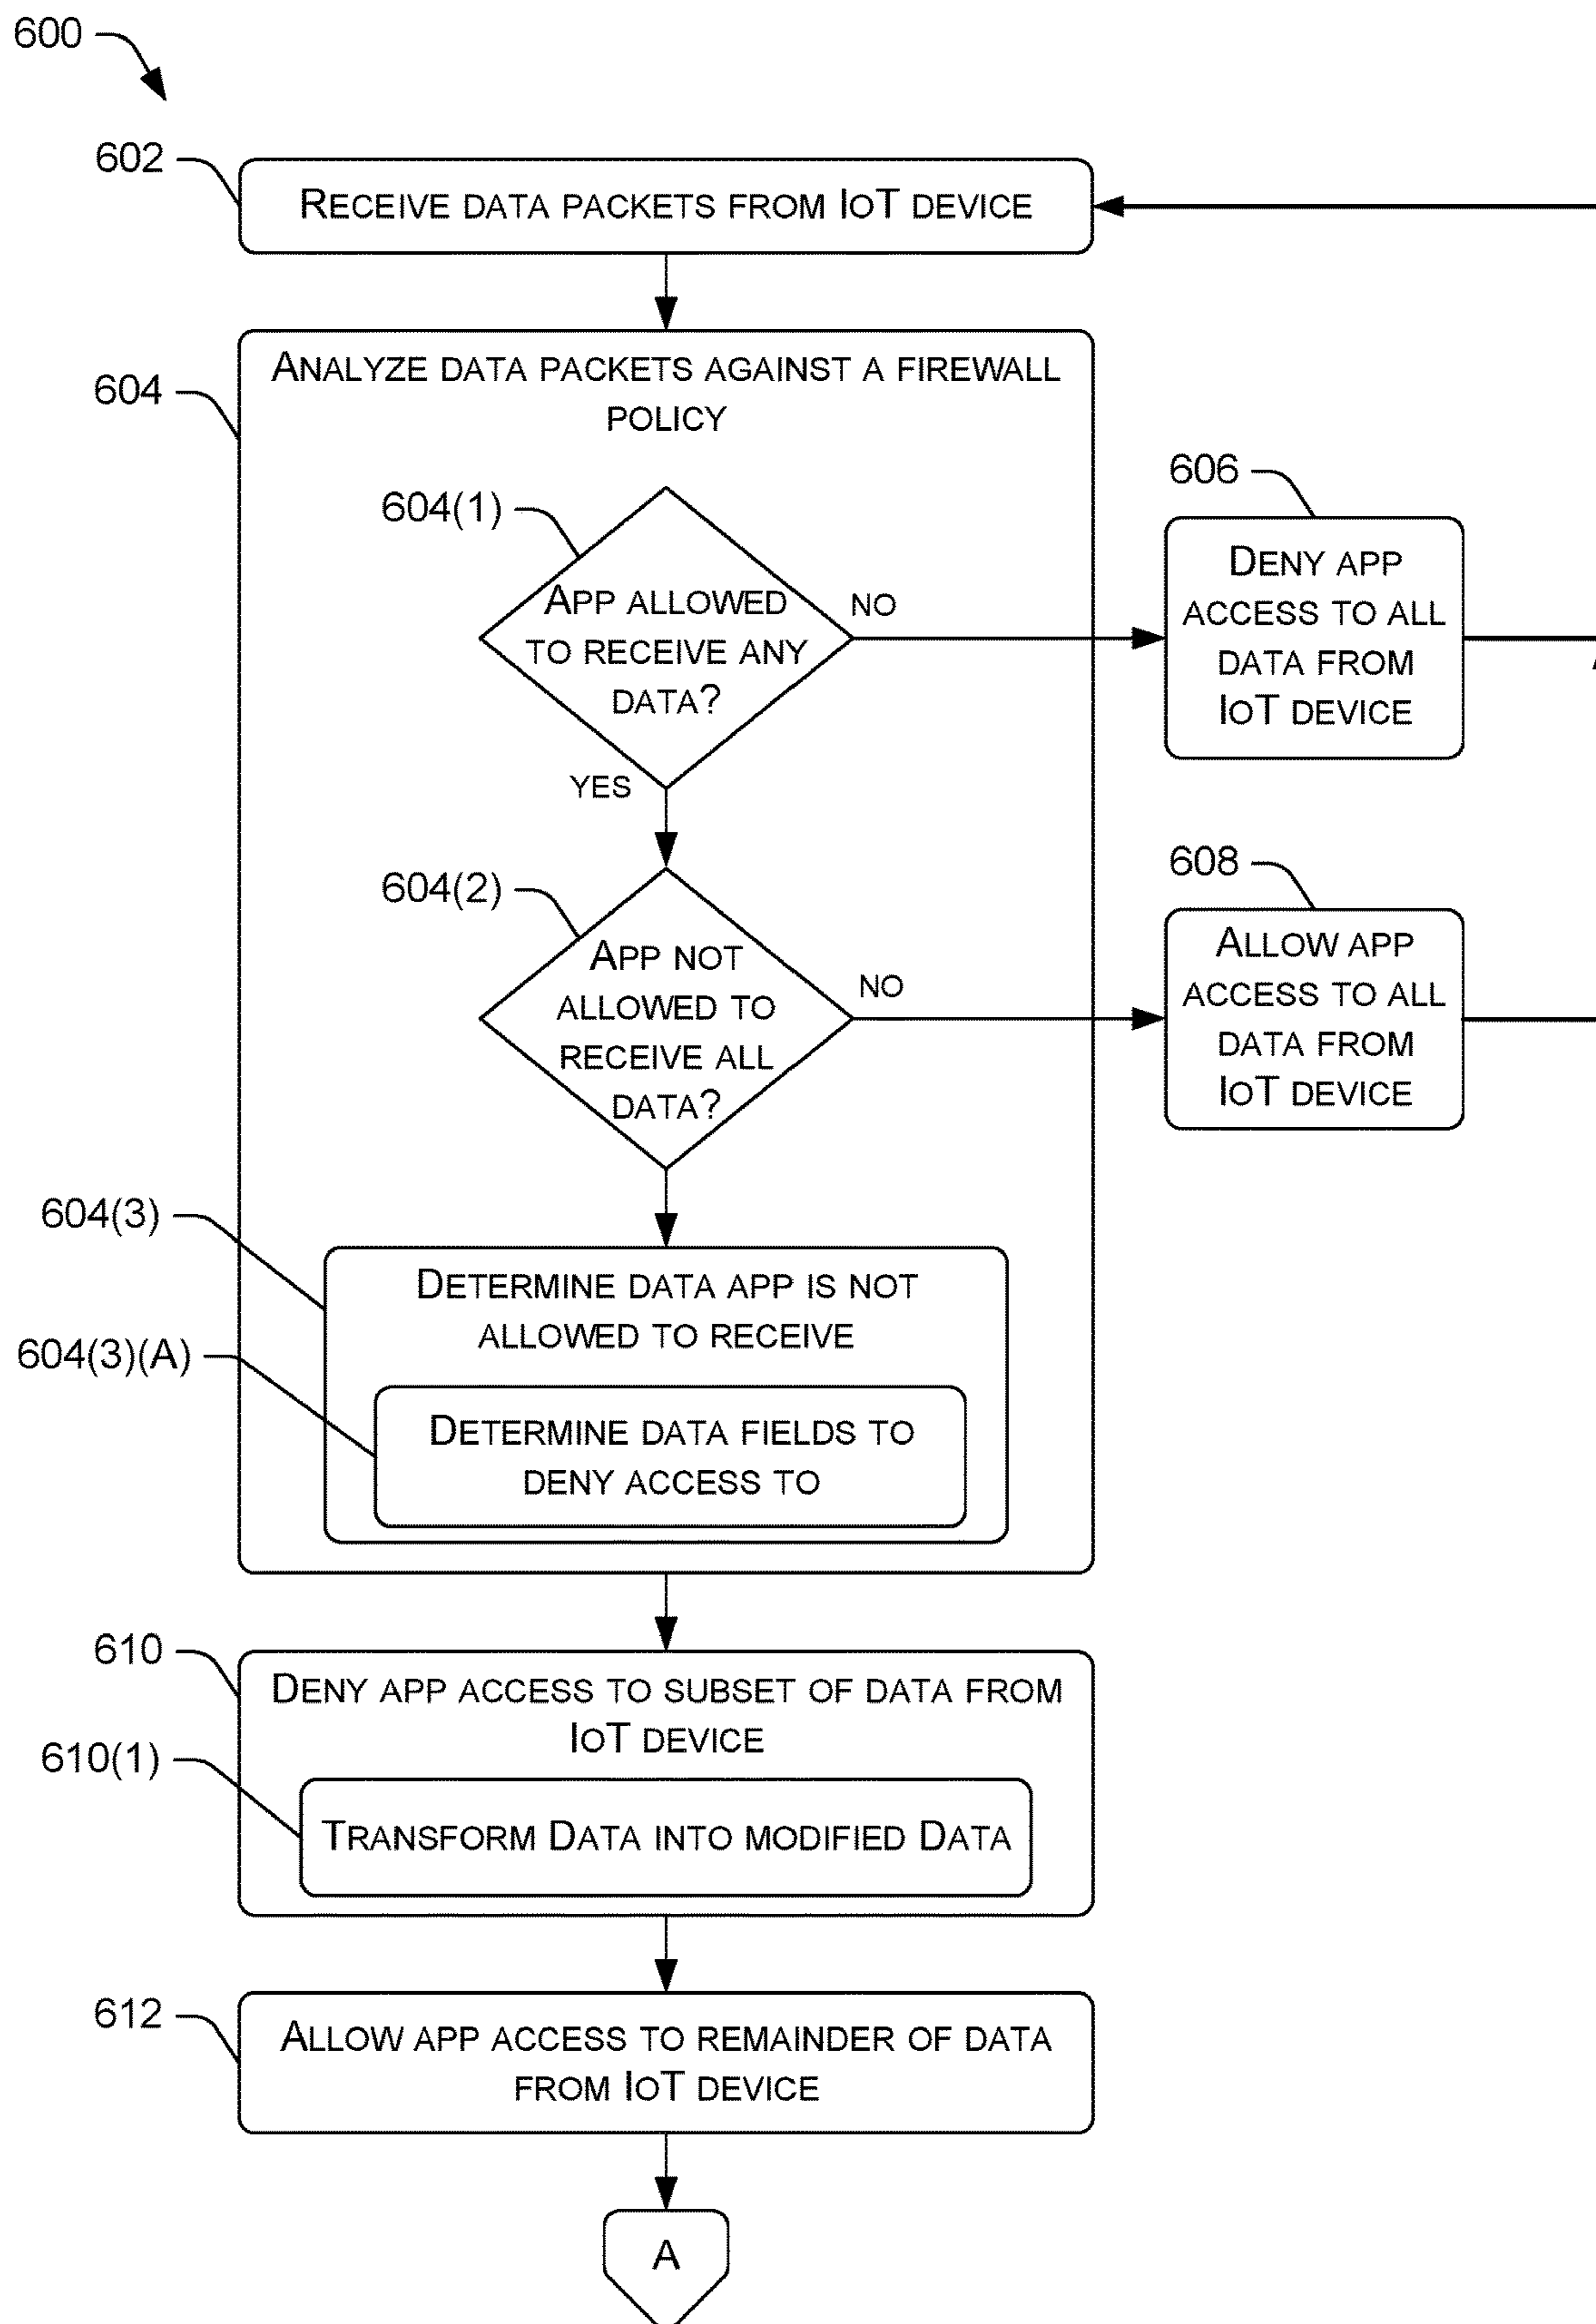 600
602
RECEIVE DATA PACKETS FROM IOT DEVICE
604
ANALYZE DATA PACKETS AGAINST A FIREWALL
POLICY
604(1)
APP ALLOWED
TO RECEIVE ANY
DATA?
NO
606
DENY APP
ACCESS TO ALL
DATA FROM
IOT DEVICE
YES
604(2)
APP NOT
ALLOWED TO
RECEIVE ALL
DATA?
NO
608
ALLOW APP
ACCESS TO ALL
DATA FROM
IOT DEVICE
604(3)
DETERMINE DATA APP IS NOT
ALLOWED TO RECEIVE
604(3)(A)
DETERMINE DATA FIELDS TO
DENY ACCESS TO
610
DENY APP ACCESS TO SUBSET OF DATA FROM
IOT DEVICE
610(1)
TRANSFORM DATA INTO MODIFIED DATA
612
ALLOW APP ACCESS TO REMAINDER OF DATA
FROM IOT DEVICE
A